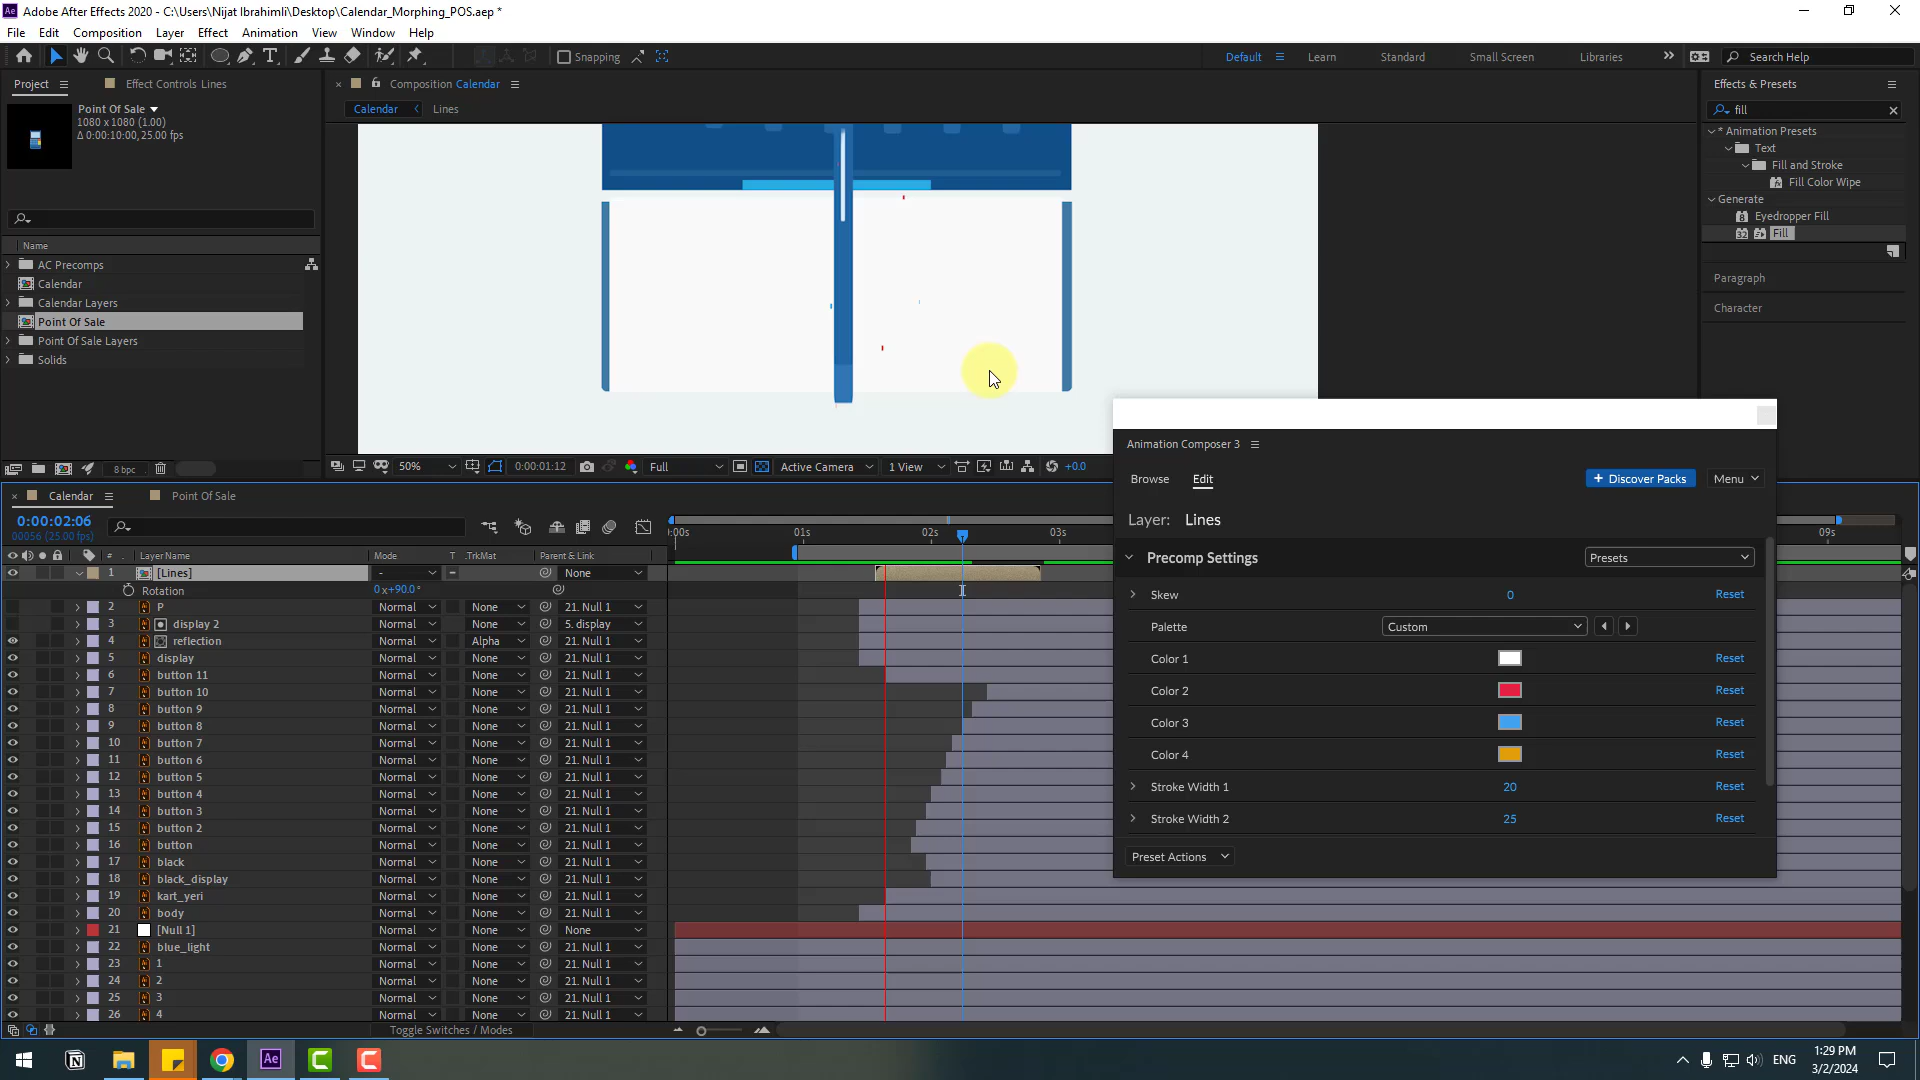 Adobe After Effects 2020 - C:\Users\Nijat Ibrahimli\Desktop\Calendar_Morphing_POS.aep *
File Edit Composition Layer Effect Animation View Window Help
Snapping
Default Learn Standard Small Screen Libraries Search Help
Project Effect Controls Lines
Composition Calendar
Effects & Presets
Point Of Sale
1080 x 1080 (1.00)
Δ 0:00:10:00, 25.00 fps
Calendar Lines
fill
* Animation Presets
Text
Fill and Stroke
Fill Color Wipe
Generate
Eyedropper Fill
Fill
Paragraph
Character
Name
AC Precomps
Calendar
Calendar Layers
Point Of Sale
Point Of Sale Layers
Solids
8 bpc
50% 0:00:01:12 Full Active Camera 1 View +0.0
Animation Composer 3
Browse Edit Discover Packs Menu
Layer: Lines
Precomp Settings Presets
Skew 0 Reset
Palette Custom
Color 1 Reset
Color 2 Reset
Color 3 Reset
Color 4 Reset
Stroke Width 1 20 Reset
Stroke Width 2 25 Reset
Preset Actions
Calendar Point Of Sale
0:00:02:06
00056 (25.00 fps)
:00s 01s 02s 03s 09s
# Layer Name Mode T .TrkMat Parent & Link
1 [Lines] - None
Rotation 0 x+90.0°
2 P Normal None 21. Null 1
3 display 2 Normal None 5. display
4 reflection Normal Alpha 21. Null 1
5 display Normal None 21. Null 1
6 button 11 Normal None 21. Null 1
7 button 10 Normal None 21. Null 1
8 button 9 Normal None 21. Null 1
9 button 8 Normal None 21. Null 1
10 button 7 Normal None 21. Null 1
11 button 6 Normal None 21. Null 1
12 button 5 Normal None 21. Null 1
13 button 4 Normal None 21. Null 1
14 button 3 Normal None 21. Null 1
15 button 2 Normal None 21. Null 1
16 button Normal None 21. Null 1
17 black Normal None 21. Null 1
18 black_display Normal None 21. Null 1
19 kart_yeri Normal None 21. Null 1
20 body Normal None 21. Null 1
21 [Null 1] Normal None None
22 blue_light Normal None 21. Null 1
23 1 Normal None 21. Null 1
24 2 Normal None 21. Null 1
25 3 Normal None 21. Null 1
26 4 Normal None 21. Null 1
Toggle Switches / Modes
ENG
1:29 PM
3/2/2024